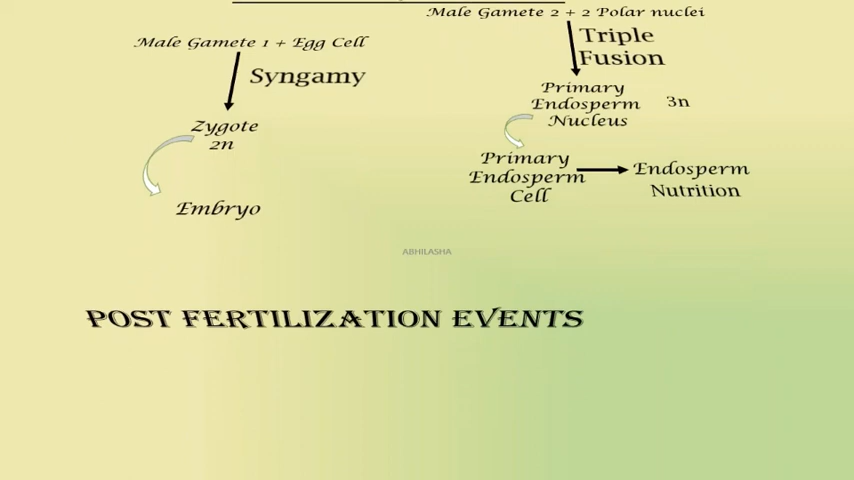 Male Gamete 1 + Egg Cell
Syngamy
Zygote
2n
Embryo
Male Gamete 2 + 2 Polar nuclei
Triple
Fusion
Primary
Endosperm
Nucleus
3n
Primary
Endosperm
Cell
Endosperm
Nutrition
ABHILASHA
POST FERTILIZATION EVENTS